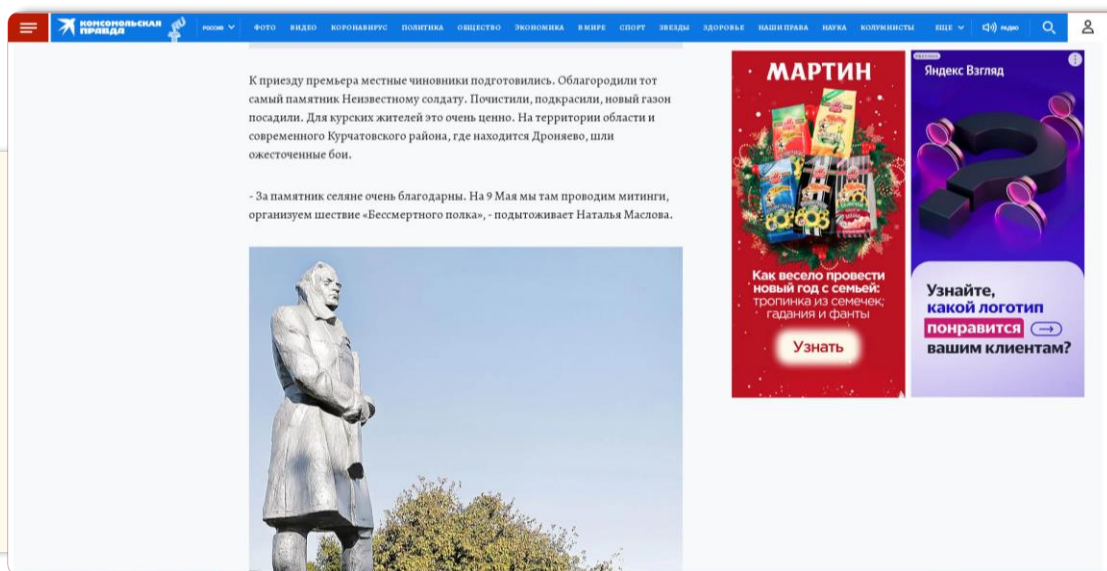 КОМСОМОЛЬСКАЯ
ПРАВДА
.RU
РОССИЯ
ФОТО ВИДЕО КОРОНАВИРУС ПОЛИТИКА ОБЩЕСТВО ЭКОНОМИКА В МИРЕ СПОРТ ЗВЕЗДЫ ЗДОРОВЬЕ НАШИ ПРАВА НАУКА КОЛУМНИСТЫ ЕЩЕ РАДИО
К приезду премьера местные чиновники подготовились. Облагородили тот
самый памятник Неизвестному солдату. Почистили, подкрасили, новый газон
посадили. Для курских жителей это очень ценно. На территории области и
современного Курчатовского района, где находится Дроняево, шли
ожесточенные бои.
- За памятник селяне очень благодарны. На 9 Мая мы там проводим митинги,
организуем шествие «Бессмертного полка», - подытоживает Наталья Маслова.
МАРТИН
Как весело провести
новый год с семьей:
тропинка из семечек,
гадания и фанты
Узнать
Яндекс Взгляд
Узнайте,
какой логотип
понравится
вашим клиентам?